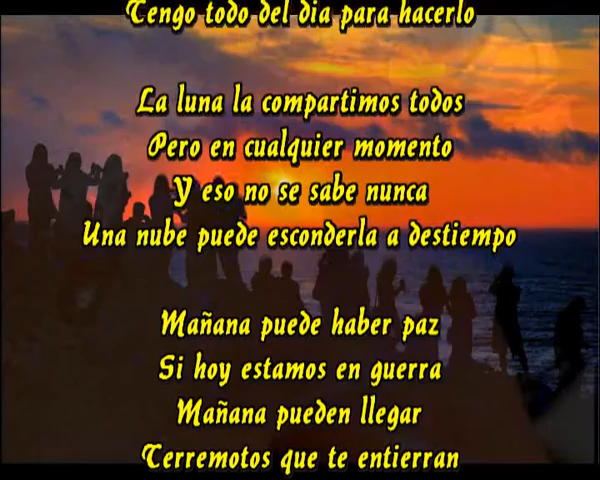 Tengo todo del dia para hacerlo
La luna la compartimos todos
Pero en cualquier momento
Y eso no se sabe nunca
Una nube puede esconderla a destiempo
Mañana puede haber paz
Si hoy estamos en guerra
Mañana pueden llegar
Terremotos que te entierran